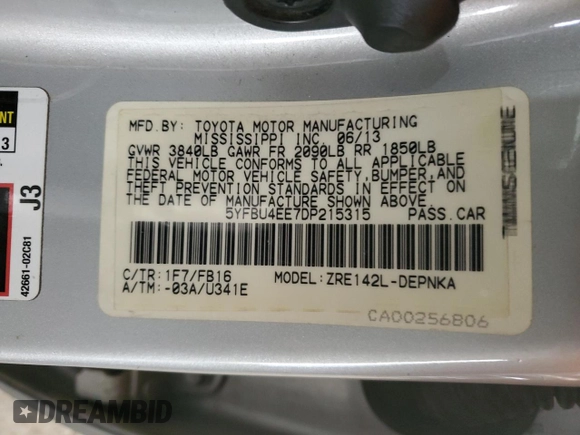 MFD.BY: TOYOTA MOTOR MANUFACTURING
MISSISSIPPI INC. 06/13
GVWR 3840LB GAWR FR 2090LB RR 1850LB
THIS VEHICLE CONFORMS TO ALL APPLICABLE
FEDERAL MOTOR VEHICLE SAFETY,BUMPER,AND
THEFT PREVENTION STANDARDS IN EFFECT ON
THE DATE OF MANUFACTURE SHOWN ABOVE.
5YFBU4EE7DP215315 PASS.CAR
C/TR:1F7/FB16 MODEL:ZRE142L-DEPNKA
A/TM:-03A/U341E
CA00256806
J3
42661-02C81
DREAMBID